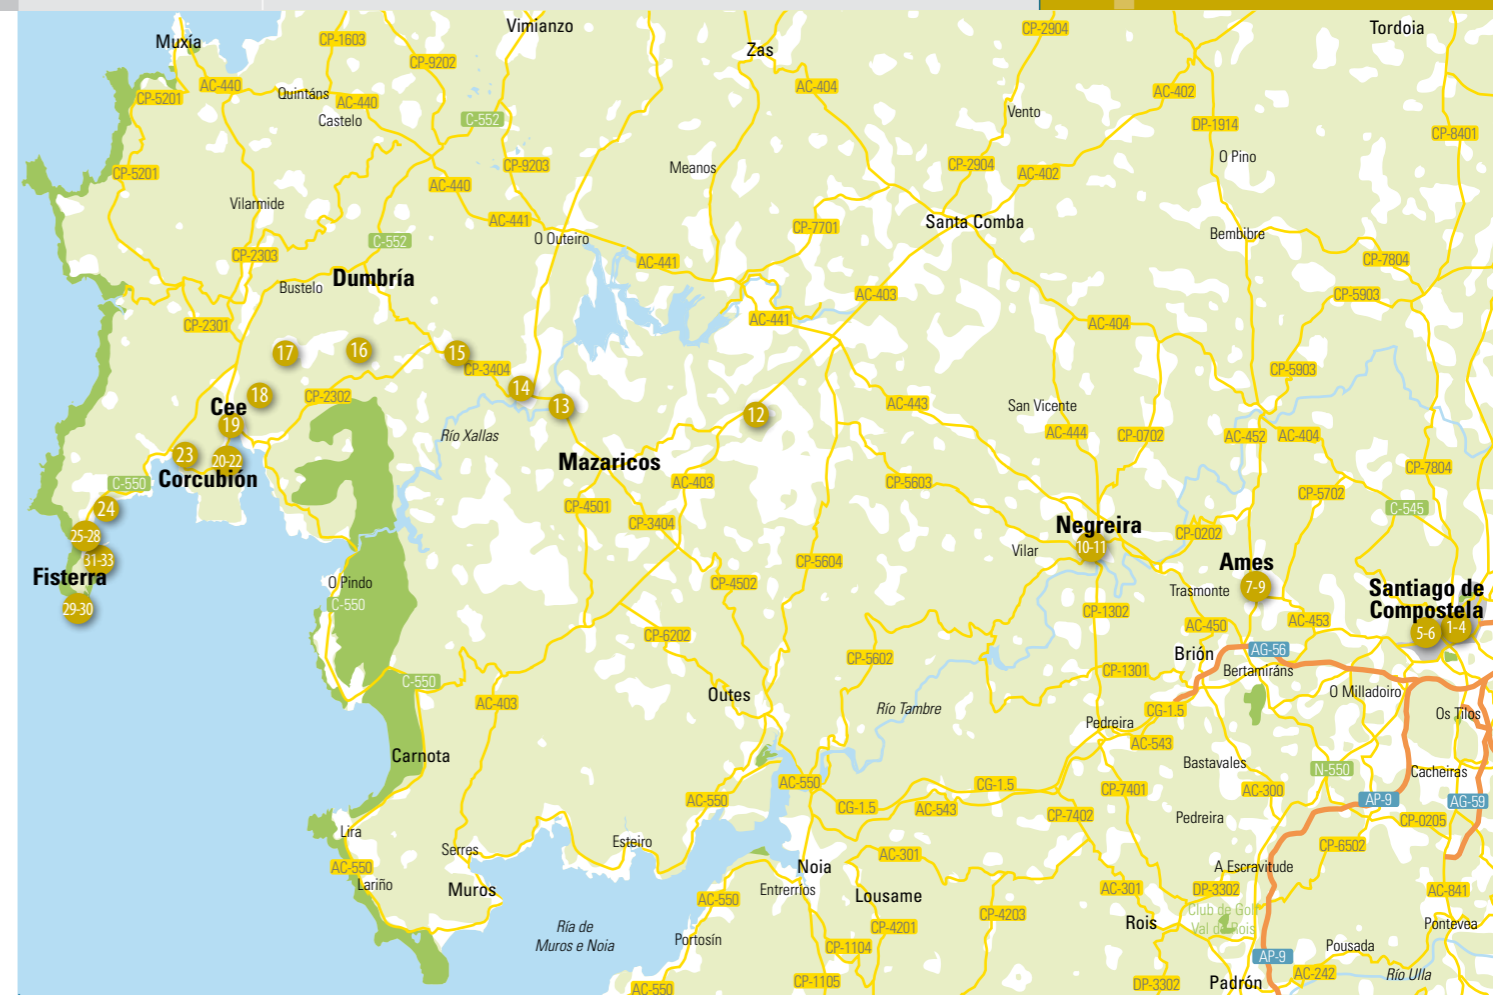 Muxía
CP-1603
Vimianzo
CP-2904
Tordoia
Zas
CP-9202
AC-440
CP-5201
Quintáns
AC-440
Castelo
AC-404
AC-402
C-552
Vento
DP-1914
CP-8401
CP-5201
CP-9203
Meanos
CP-2904
AC-402
O Pino
AC-440
Vilarmide
AC-441
CP-7701
Santa Comba
Bembibre
C-552
O Outeiro
CP-2303
AC-441
CP-7804
Dumbría
Bustelo
AC-403
CP-5903
CP-2301
AC-441
AC-404
17
16
15
CP-3404
CP-5903
14
18
CP-2302
13
12
AC-443
San Vicente
Cee
19
Río Xallas
AC-444
CP-0702
AC-452
AC-404
23
20-22
Mazaricos
CP-7804
Corcubión
C-550
AC-403
CP-5603
CP-5702
C-545
24
CP-4501
CP-3404
Negreira
25-28
10-11
Vilar
CP-0202
31-33
CP-5604
Ames
Fisterra
O Pindo
CP-4502
7-9
Trasmonte
Santiago de
Compostela
29-30
C-550
CP-1302
AC-450
AC-453
5-6
1-4
CP-6202
CP-5602
Brión
AG-56
CP-1301
Bertamiráns
C-550
Outes
O Milladoiro
AC-403
Río Tambre
CG-1.5
Os Tilos
Pedreira
AC-543
Carnota
Bastavales
N-550
Cacheiras
AC-550
CG-1.5
CP-7401
AC-300
AC-550
CG-1.5
AC-543
AP-9
AG-59
CP-7402
Pedreira
CP-0205
Lira
Esteiro
Serres
AC-301
CP-6502
AC-550
Noia
A Escravitude
Lariño
Muros
Entrerríos
Lousame
AC-301
DP-3302
AC-841
AC-550
Club de Golf
Val de Rois
CP-4203
Ría de
Muros e Noia
CP-4201
Rois
Pontevea
Portosín
CP-1104
Pousada
AP-9
AC-550
CP-1105
DP-3302
Padrón
AC-242
Río Ulla